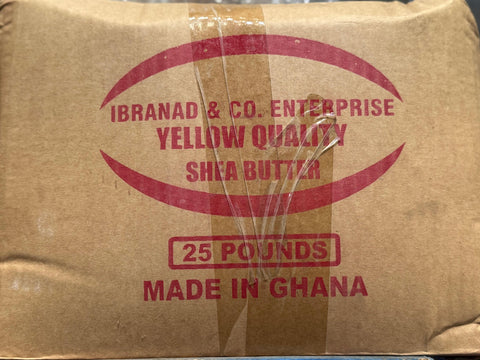 IBRANAD & CO. ENTERPRISE
YELLOW QUALITY
SHEA BUTTER
25 POUNDS
MADE IN GHANA